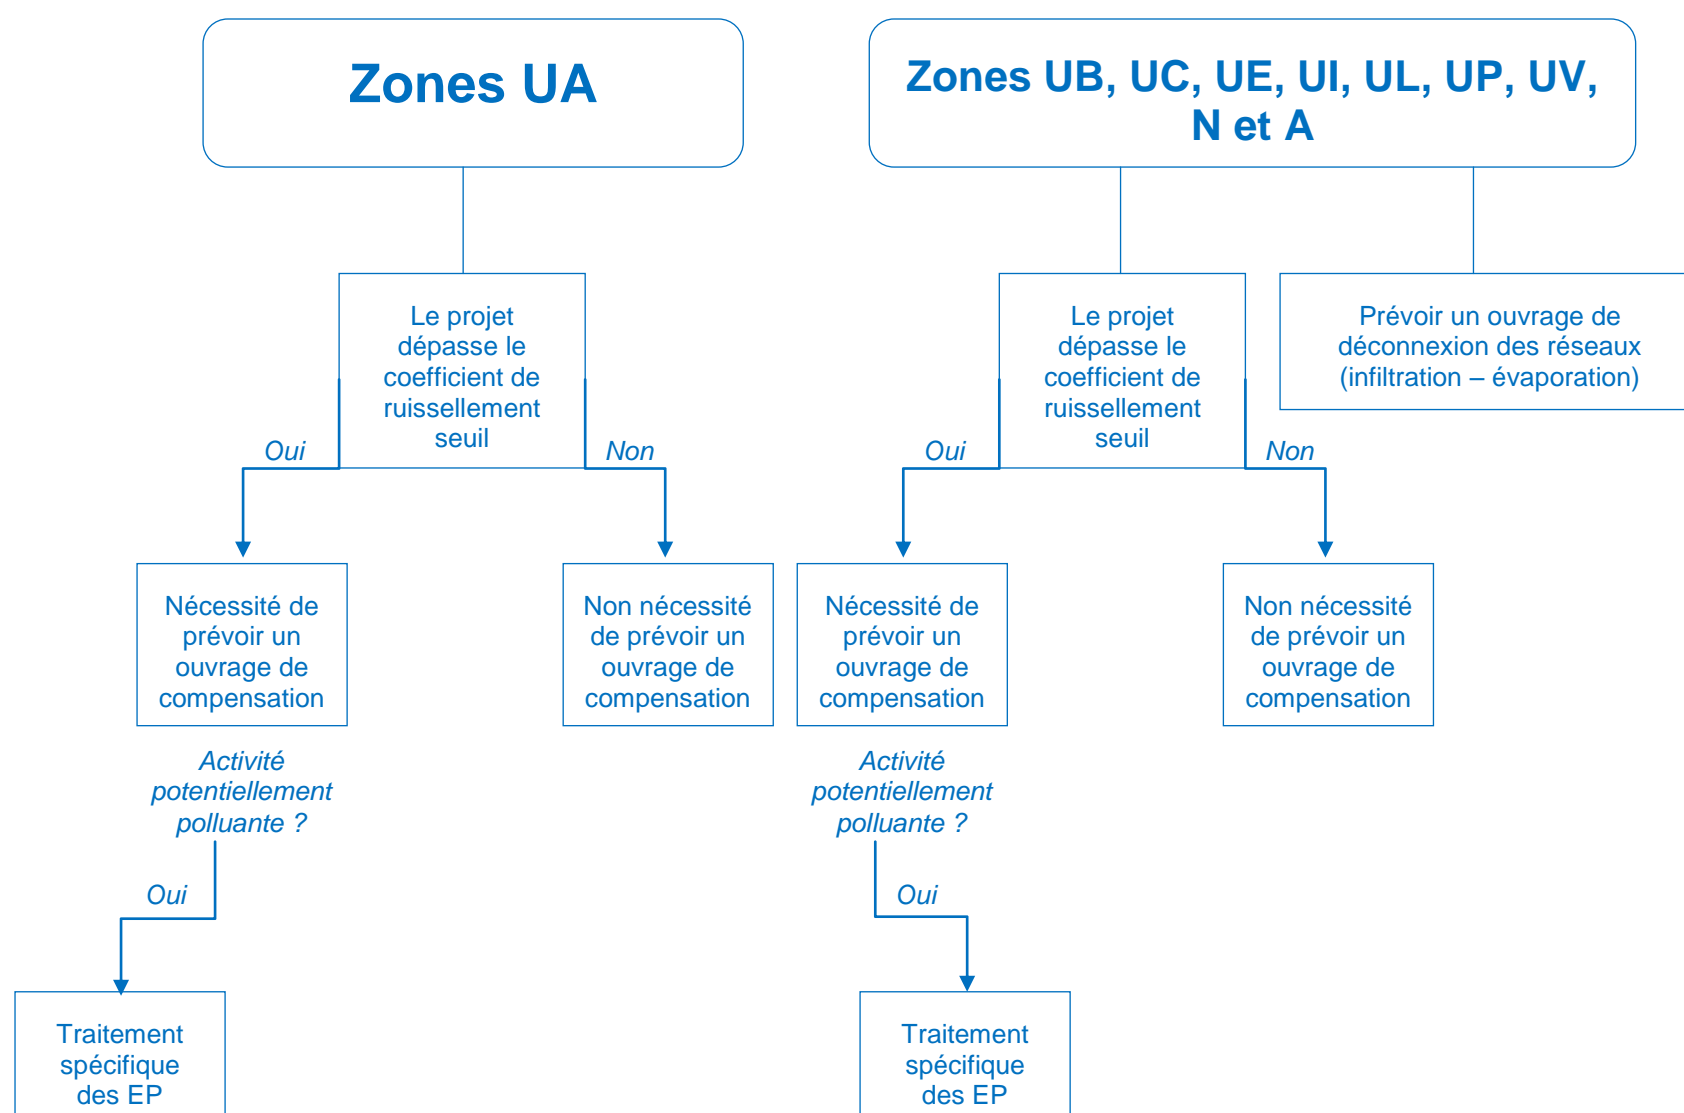 Zones UA
Zones UB, UC, UE, UI, UL, UP, UV,
N et A
Le projet
dépasse le
coefficient de
ruissellement
seuil
Oui
Non
Le projet
dépasse le
coefficient de
ruissellement
seuil
Oui
Non
Prévoir un ouvrage de
déconnexion des réseaux
(infiltration – évaporation)
Nécessité de
prévoir un
ouvrage de
compensation
Non nécessité
de prévoir un
ouvrage de
compensation
Nécessité de
prévoir un
ouvrage de
compensation
Non nécessité
de prévoir un
ouvrage de
compensation
Activité
potentiellement
polluante ?
Oui
Activité
potentiellement
polluante ?
Oui
Traitement
spécifique
des EP
Traitement
spécifique
des EP